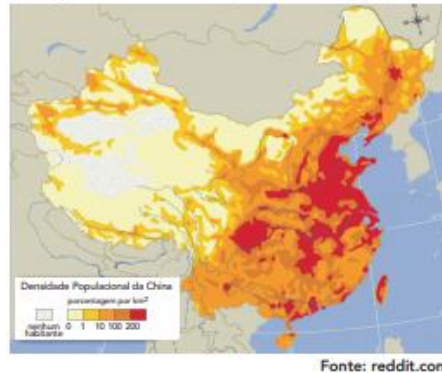 Densidade Populacional da China
porcentagem por km²
nenhum habitante 0 1 10 100 200
Fonte: reddit.com